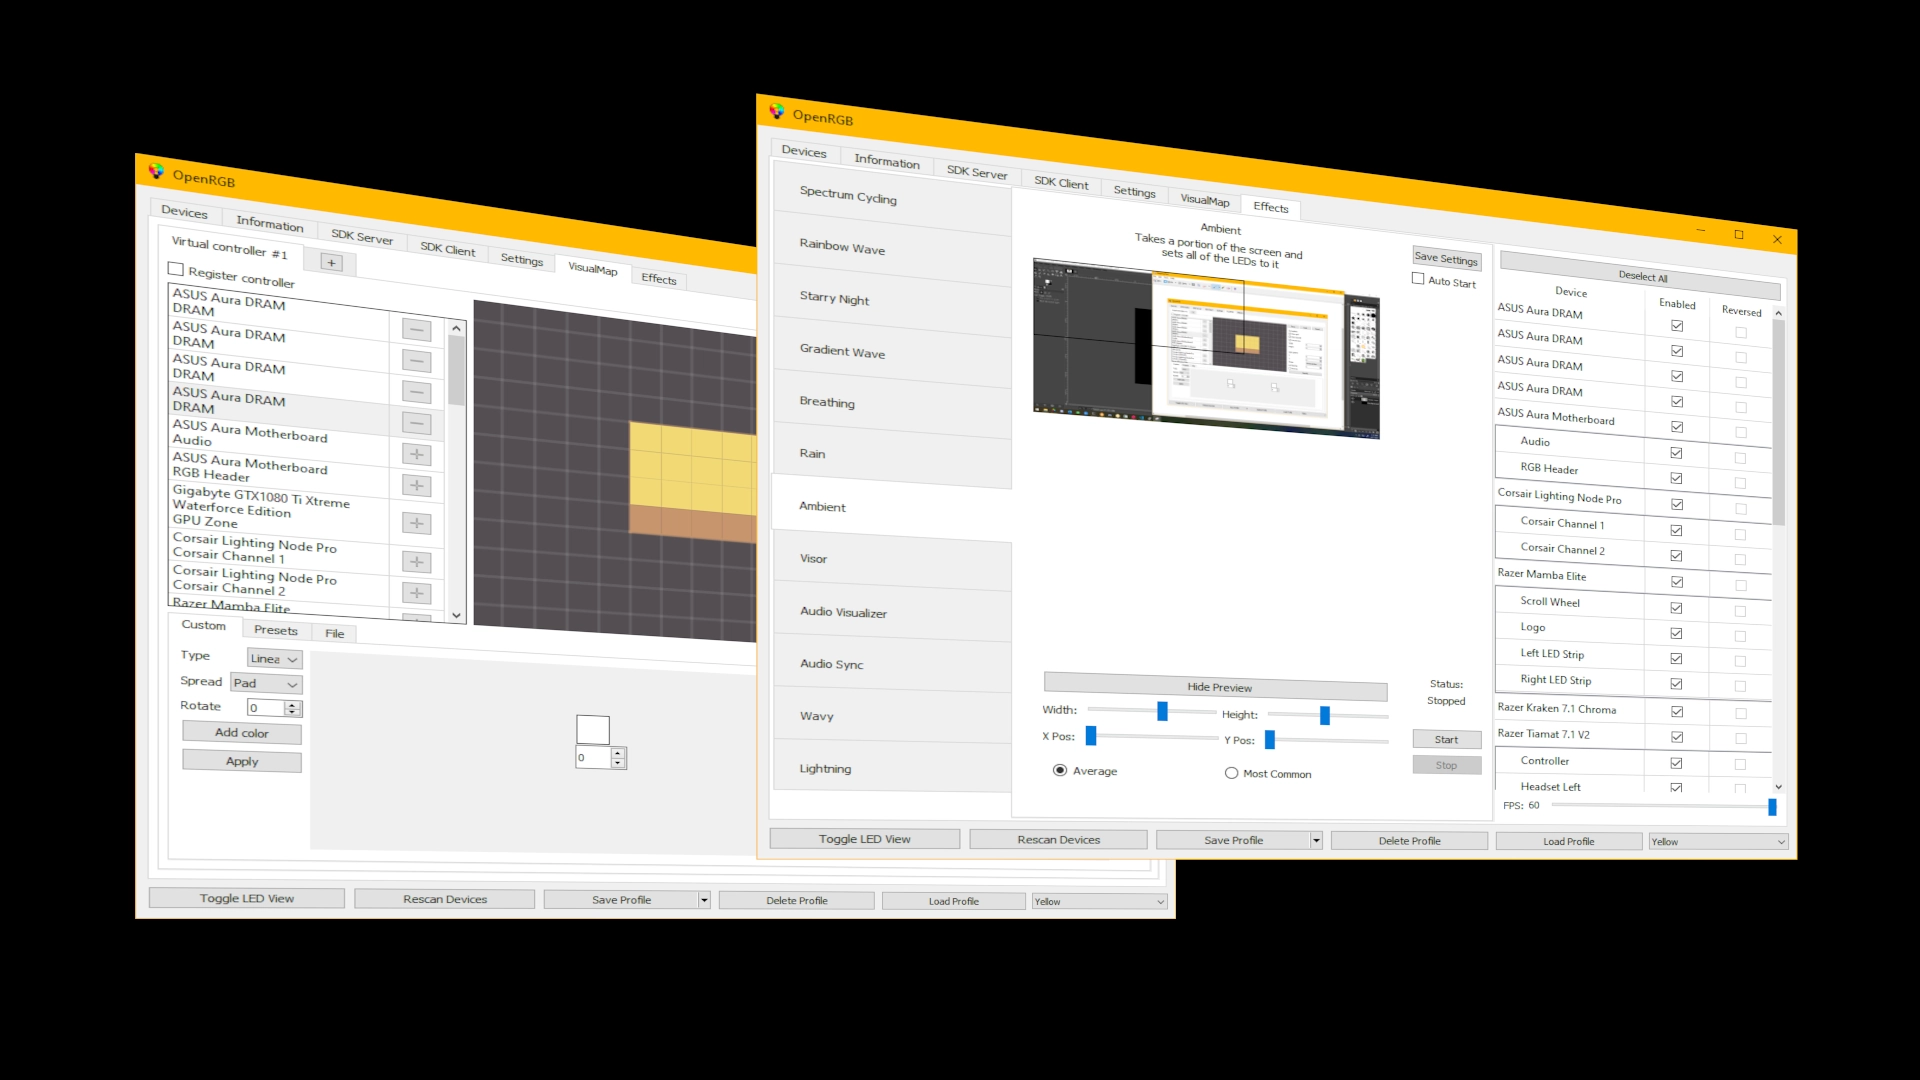 OpenRGB
Devices
Information
SDK Server
SDK Client
Settings
VisualMap
Effects
Virtual controller #1
+
Register controller
ASUS Aura DRAM
DRAM
ASUS Aura DRAM
DRAM
ASUS Aura DRAM
DRAM
ASUS Aura DRAM
DRAM
ASUS Aura Motherboard
Audio
ASUS Aura Motherboard
RGB Header
Gigabyte GTX1080 Ti Xtreme
Waterforce Edition
GPU Zone
Corsair Lighting Node Pro
Corsair Channel 1
Corsair Lighting Node Pro
Corsair Channel 2
Razer Mamba Elite
Custom
Presets
File
Type
Linea
Spread
Pad
Rotate
0
Add color
Apply
0
Toggle LED View
Rescan Devices
Save Profile
Delete Profile
Load Profile
Yellow
OpenRGB
Devices
Information
SDK Server
SDK Client
Settings
VisualMap
Effects
Spectrum Cycling
Rainbow Wave
Starry Night
Gradient Wave
Breathing
Rain
Ambient
Visor
Audio Visualizer
Audio Sync
Wavy
Lightning
Ambient
Takes a portion of the screen and
sets all of the LEDs to it
Save Settings
Auto Start
Hide Preview
Width:
Height:
X Pos:
Y Pos:
Average
Most Common
Status:
Stopped
Start
Stop
Deselect All
Device
Enabled
Reversed
ASUS Aura DRAM
ASUS Aura DRAM
ASUS Aura DRAM
ASUS Aura DRAM
ASUS Aura Motherboard
Audio
RGB Header
Corsair Lighting Node Pro
Corsair Channel 1
Corsair Channel 2
Razer Mamba Elite
Scroll Wheel
Logo
Left LED Strip
Right LED Strip
Razer Kraken 7.1 Chroma
Razer Tiamat 7.1 V2
Controller
Headset Left
FPS: 60
Toggle LED View
Rescan Devices
Save Profile
Delete Profile
Load Profile
Yellow